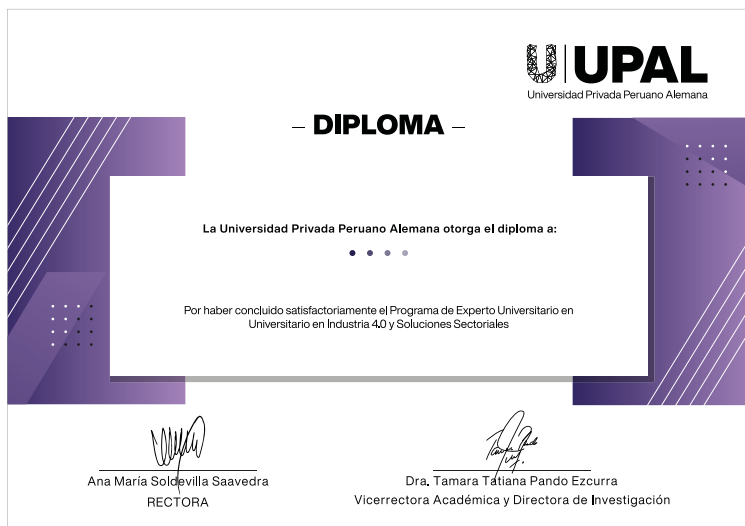 UPAL
Universidad Privada Peruano Alemana
– DIPLOMA –
La Universidad Privada Peruano Alemana otorga el diploma a:
Por haber concluido satisfactoriamente el Programa de Experto Universitario en
Universitario en Industria 4.0 y Soluciones Sectoriales
Ana María Soldevilla Saavedra
RECTORA
Dra. Tamara Tatiana Pando Ezcurra
Vicerrectora Académica y Directora de Investigación